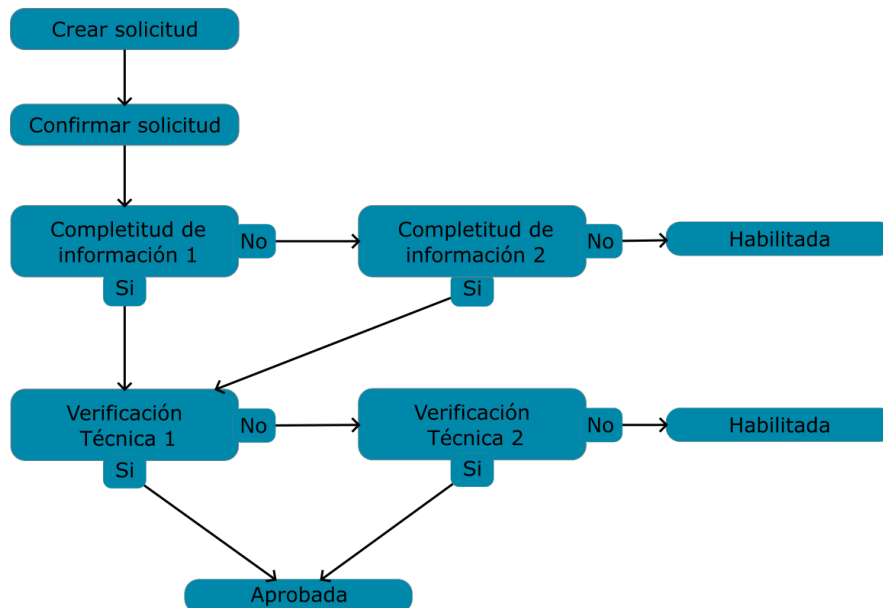 Crear solicitud
Confirmar solicitud
Completitud de
información 1
No
Si
Completitud de
información 2
No
Si
Habilitada
Verificación
Técnica 1
No
Si
Verificación
Técnica 2
No
Si
Habilitada
Aprobada